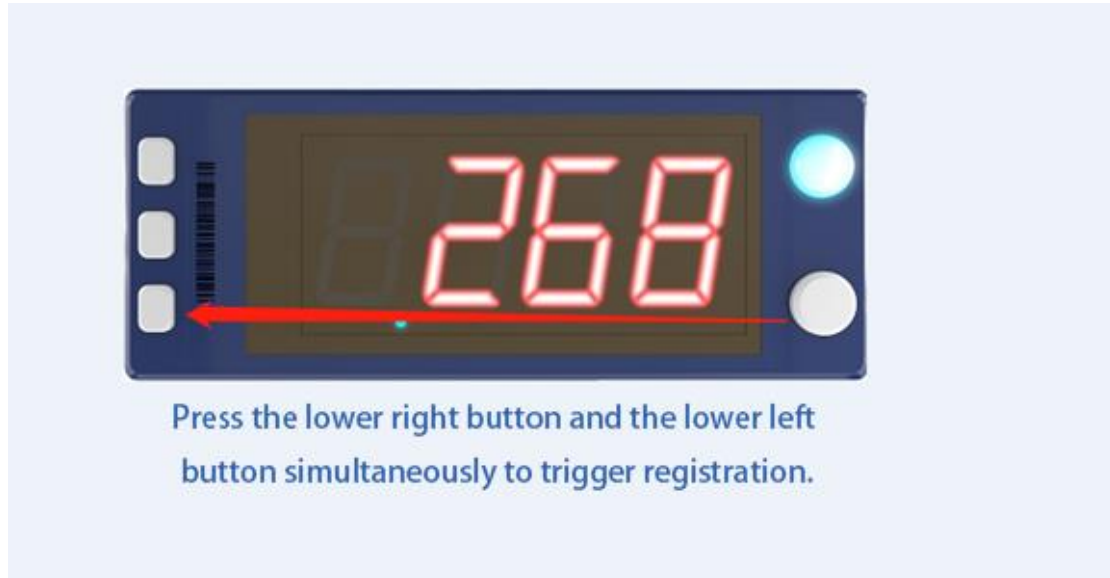 268
Press the lower right button and the lower left
button simultaneously to trigger registration.